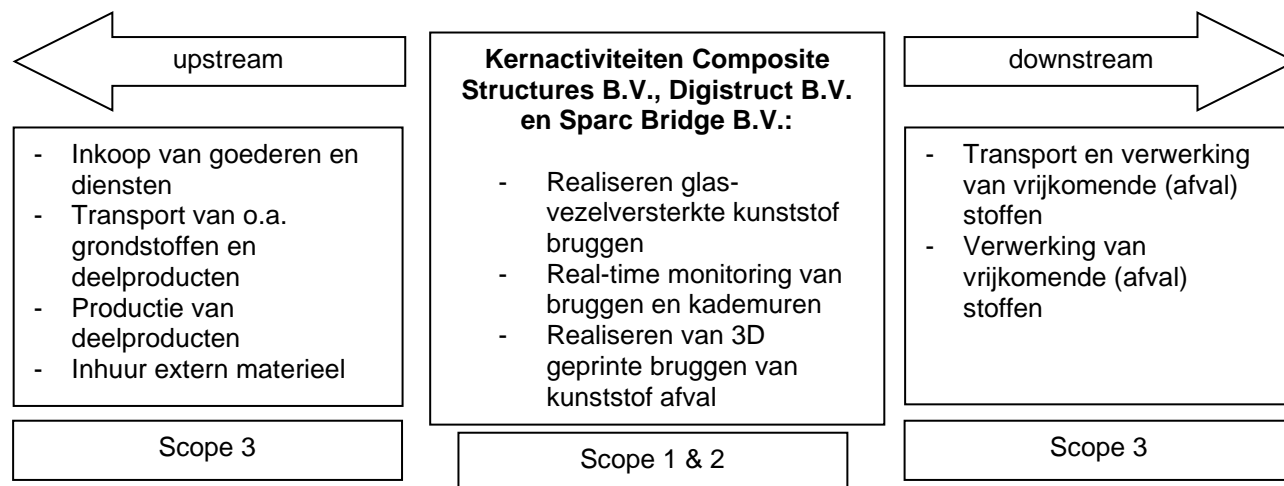 upstream
- Inkoop van goederen en
diensten
- Transport van o.a.
grondstoffen en
deelproducten
- Productie van
deelproducten
- Inhuur extern materieel
Scope 3
Kernactiviteiten Composite
Structures B.V., Digistruct B.V.
en Sparc Bridge B.V.:
- Realiseren glas-
vezelversterkte kunststof
bruggen
- Real-time monitoring van
bruggen en kademuren
- Realiseren van 3D
geprinte bruggen van
kunststof afval
Scope 1 & 2
downstream
- Transport en verwerking
van vrijkomende (afval)
stoffen
- Verwerking van
vrijkomende (afval)
stoffen
Scope 3